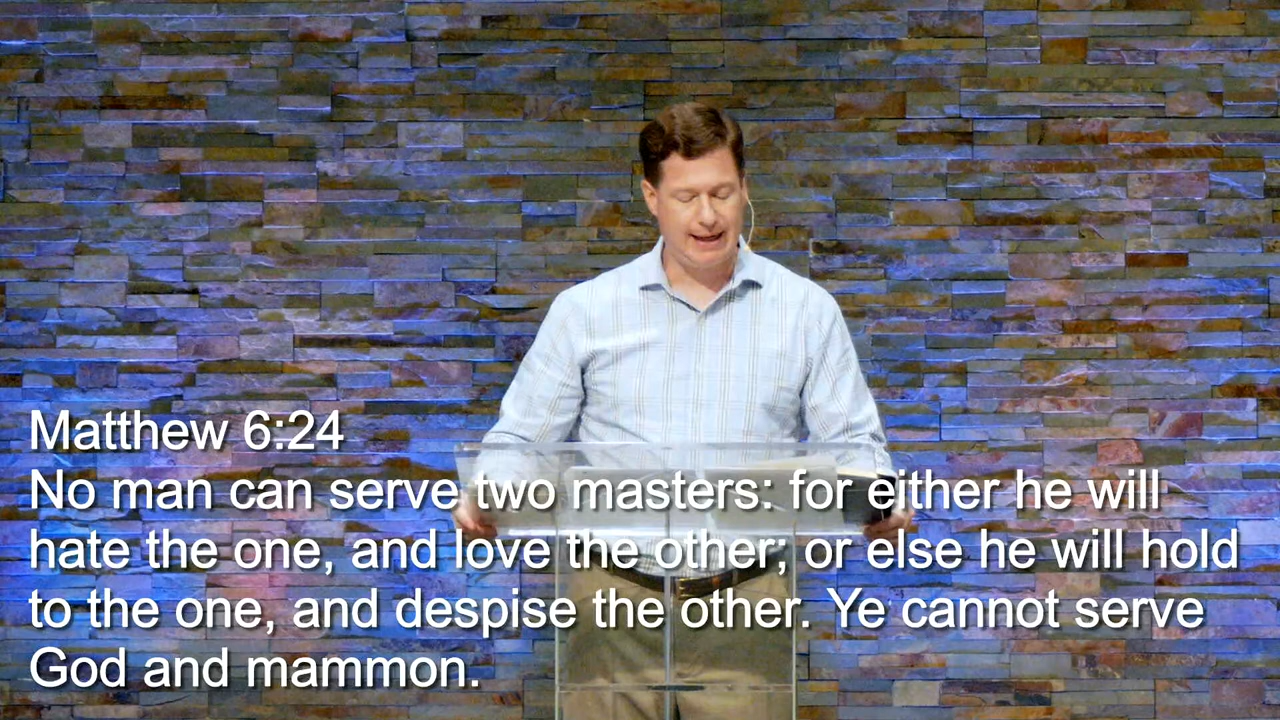 Matthew 6:24
No man can serve two masters: for either he will
hate the one, and love the other; or else he will hold
to the one, and despise the other. Ye cannot serve
God and mammon.